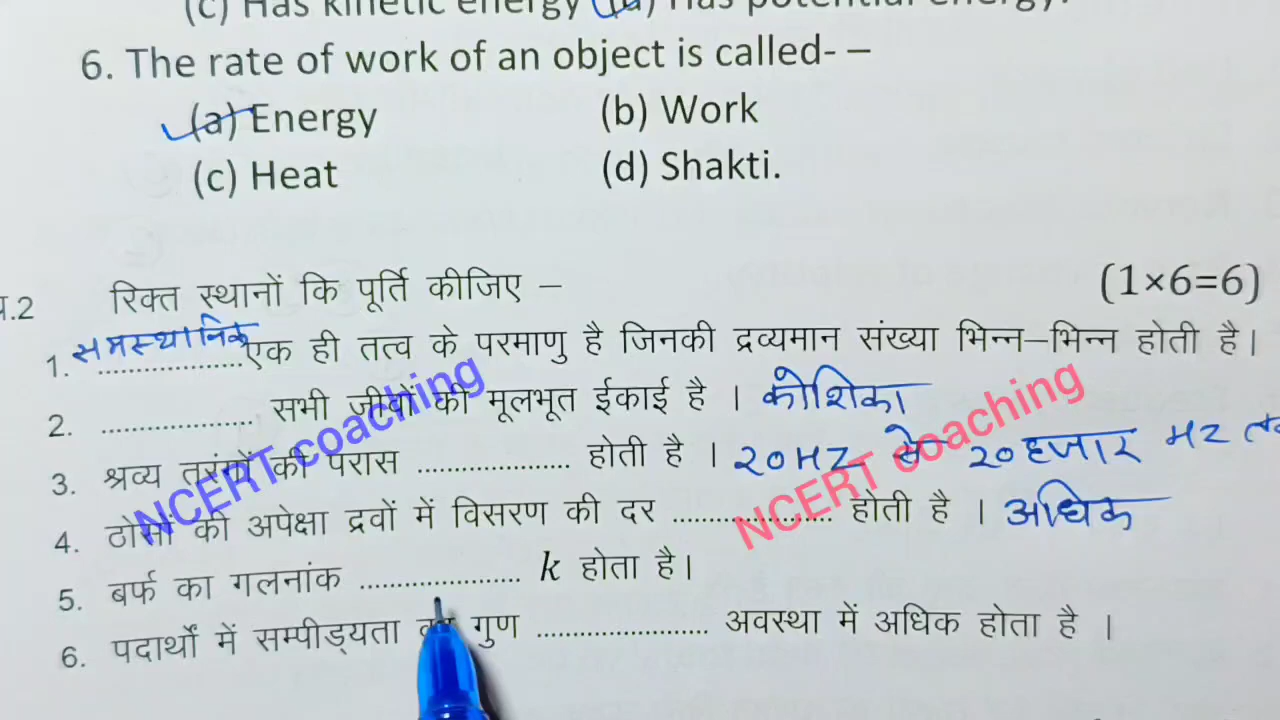 (c) Has kinetic energy (d) Has potential energy.
6. The rate of work of an object is called- –
(a) Energy (b) Work
(c) Heat (d) Shakti.
प्र.2 रिक्त स्थानों कि पूर्ति कीजिए – (1×6=6)
1. समस्थानिक ....................एक ही तत्व के परमाणु है जिनकी द्रव्यमान संख्या भिन्न–भिन्न होती है।
2. ..................... सभी जीवों की मूलभूत ईकाई है । कोशिका
3. श्रव्य तरंगों की परास ..................... होती है । 20HZ से 20 हजार HZ तक
4. ठोसों की अपेक्षा द्रवों में विसरण की दर ..................... होती है । अधिक
5. बर्फ का गलनांक ..................... k होता है।
6. पदार्थों में सम्पीड्यता का गुण ..................... अवस्था में अधिक होता है ।
NCERT coaching
NCERT coaching